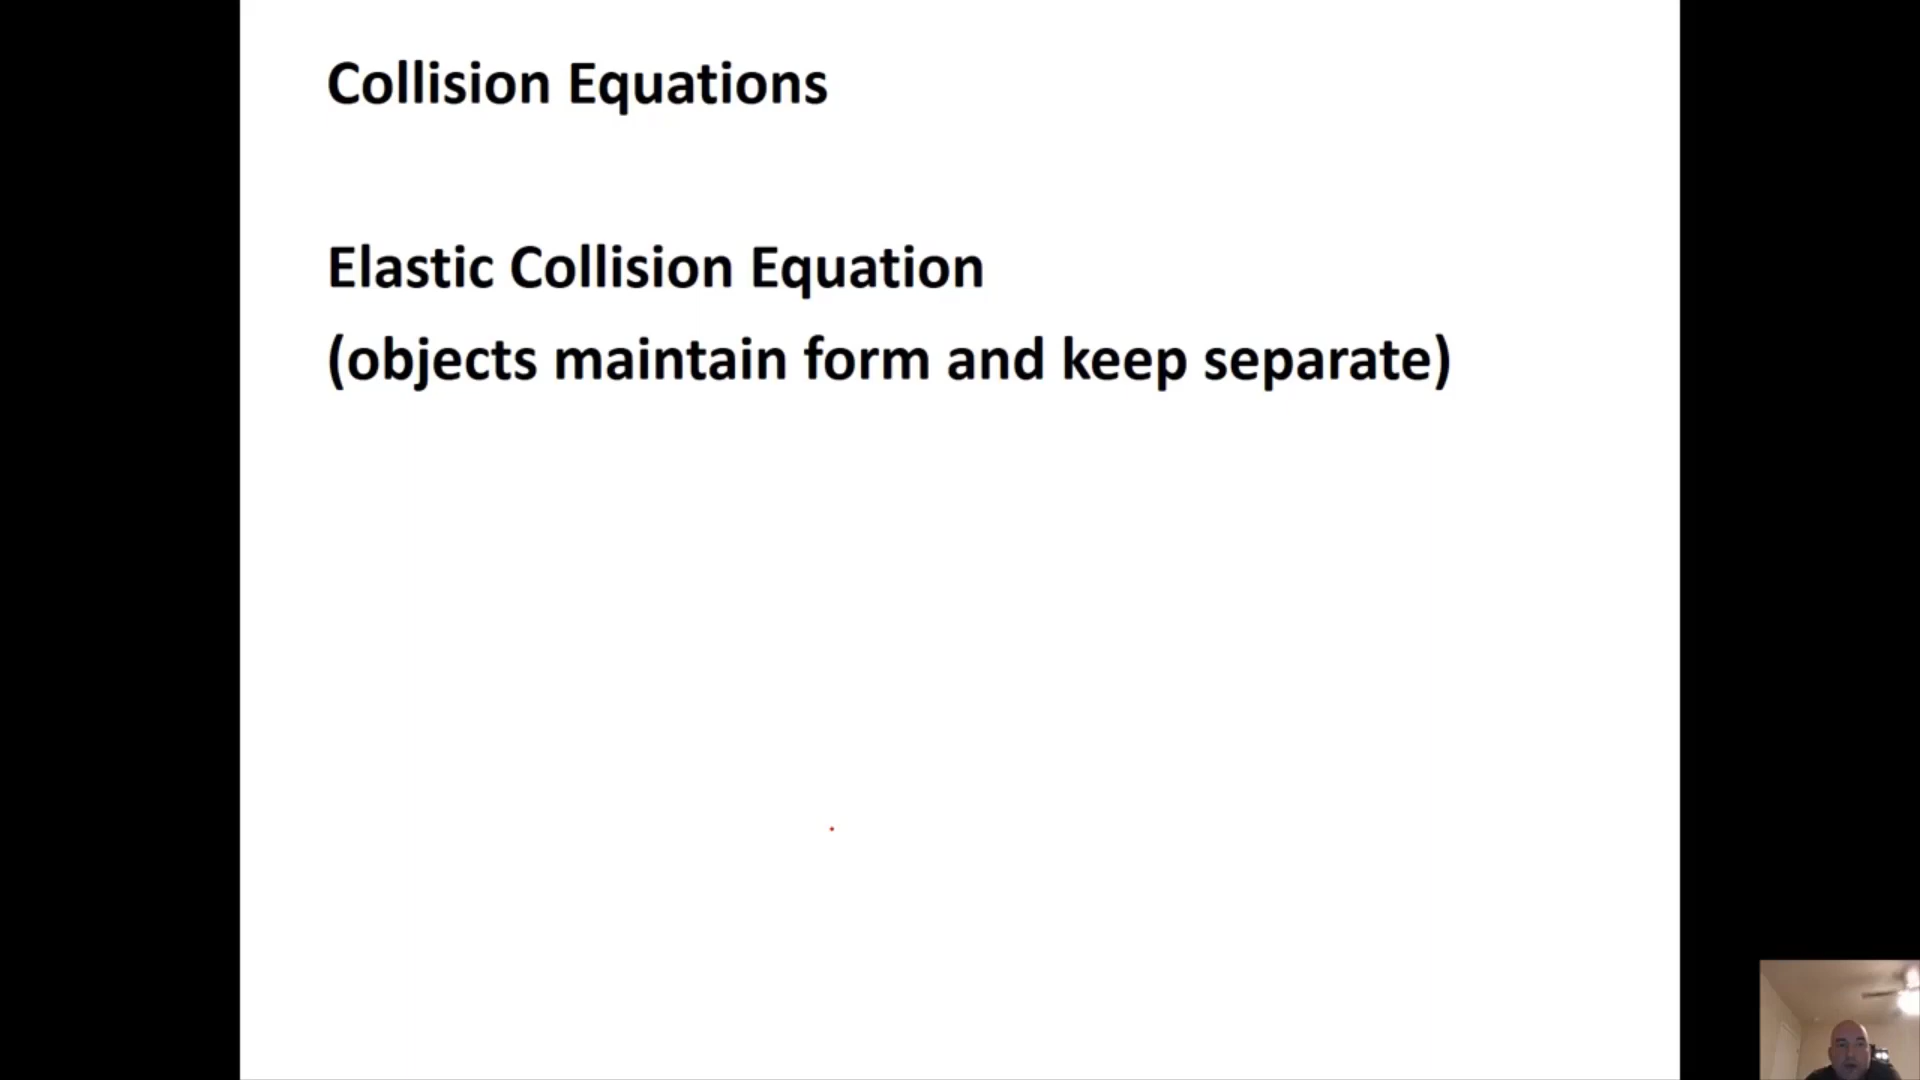 Collision Equations
Elastic Collision Equation
(objects maintain form and keep separate)